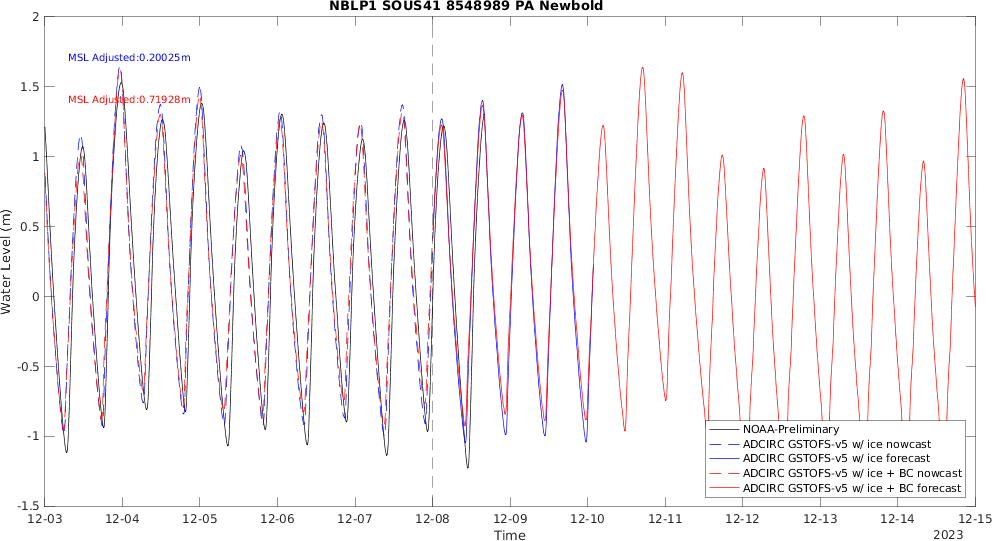 NBLP1 SOUS41 8548989 PA Newbold
2
1.5
1
0.5
0
-0.5
-1
-1.5
Water Level (m)
MSL Adjusted:0.20025m
MSL Adjusted:0.71928m
NOAA-Preliminary
ADCIRC GSTOFS-v5 w/ ice nowcast
ADCIRC GSTOFS-v5 w/ ice forecast
ADCIRC GSTOFS-v5 w/ ice + BC nowcast
ADCIRC GSTOFS-v5 w/ ice + BC forecast
12-03 12-04 12-05 12-06 12-07 12-08 12-09 12-10 12-11 12-12 12-13 12-14 12-15
Time
2023